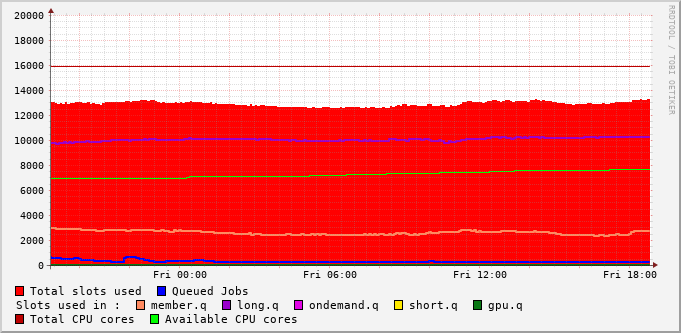 20000
18000
16000
14000
12000
10000
8000
6000
4000
2000
0
Fri 00:00 Fri 06:00 Fri 12:00 Fri 18:00
RRDTOOL / TOBI OETIKER
Total slots used Queued Jobs
Slots used in : member.q long.q ondemand.q short.q gpu.q
Total CPU cores Available CPU cores